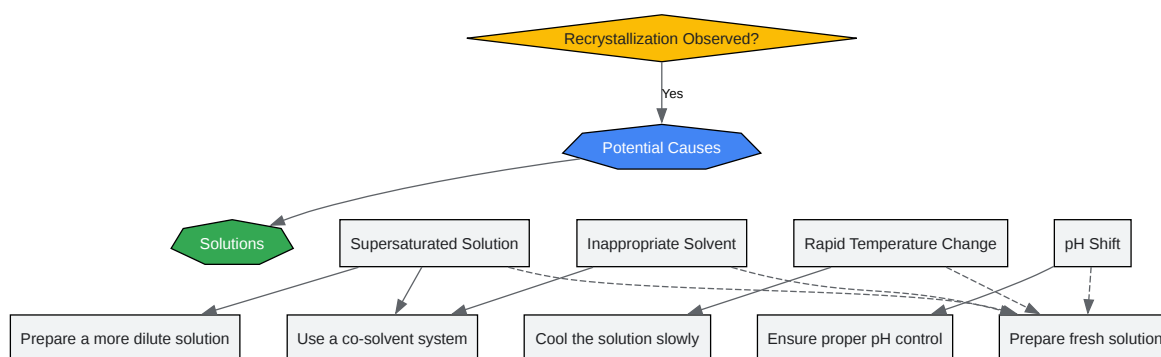 Recrystallization Observed?
Yes
Potential Causes
Solutions
Supersaturated Solution
Inappropriate Solvent
Rapid Temperature Change
pH Shift
Prepare a more dilute solution
Use a co-solvent system
Cool the solution slowly
Ensure proper pH control
Prepare fresh solution